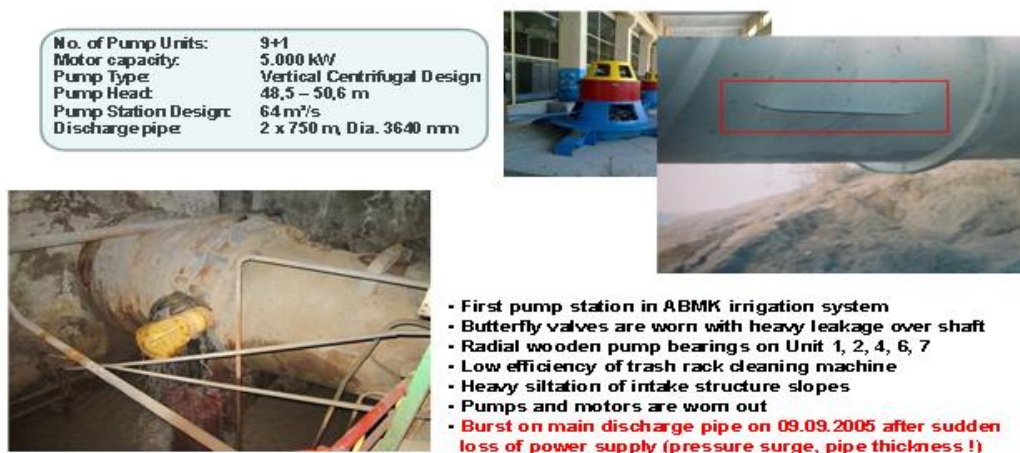 No. of Pump Units: 9+1
Motor capacity: 5.000 kW
Pump Type: Vertical Centrifugal Design
Pump Head: 48,5 – 50,6 m
Pump Station Design: 64 m³/s
Discharge pipe: 2 x 750 m, Dia. 3640 mm
- First pump station in ABMK irrigation system
- Butterfly valves are worn with heavy leakage over shaft
- Radial wooden pump bearings on Unit 1, 2, 4, 6, 7
- Low efficiency of trash rack cleaning machine
- Heavy siltation of intake structure slopes
- Pumps and motors are worn out
- Burst on main discharge pipe on 09.09.2005 after sudden
loss of power supply (pressure surge, pipe thickness !)